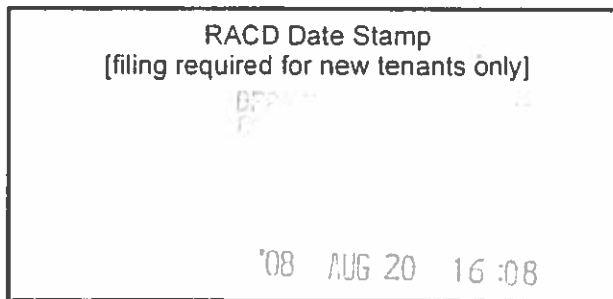 RACD Date Stamp
[filing required for new tenants only]
'08 AUG 20 16:08